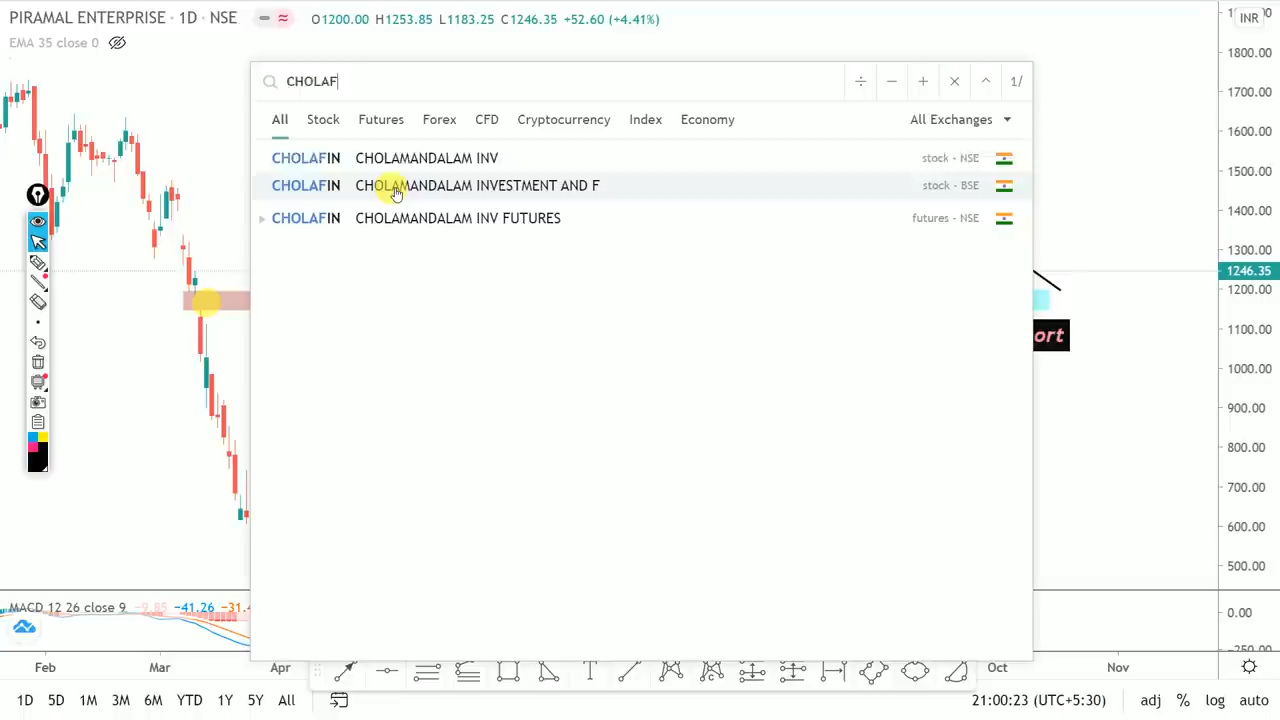 PIRAMAL ENTERPRISE · 1D · NSE O1200.00 H1253.85 L1183.25 C1246.35 +52.60 (+4.41%)
EMA 35 close 0
INR
CHOLAF 1/
All Stock Futures Forex CFD Cryptocurrency Index Economy All Exchanges
CHOLAFIN CHOLAMANDALAM INV stock - NSE
CHOLAFIN CHOLAMANDALAM INVESTMENT AND F stock - BSE
CHOLAFIN CHOLAMANDALAM INV FUTURES futures - NSE
1800.00
1700.00
1600.00
1500.00
1400.00
1300.00
1246.35
1200.00
1100.00
1000.00
900.00
800.00
700.00
600.00
500.00
ort
MACD 12 26 close 9 -9.85 -41.26 -31.4
0.00
Feb Mar Apr Oct Nov
1D 5D 1M 3M 6M YTD 1Y 5Y All 21:00:23 (UTC+5:30) adj % log auto